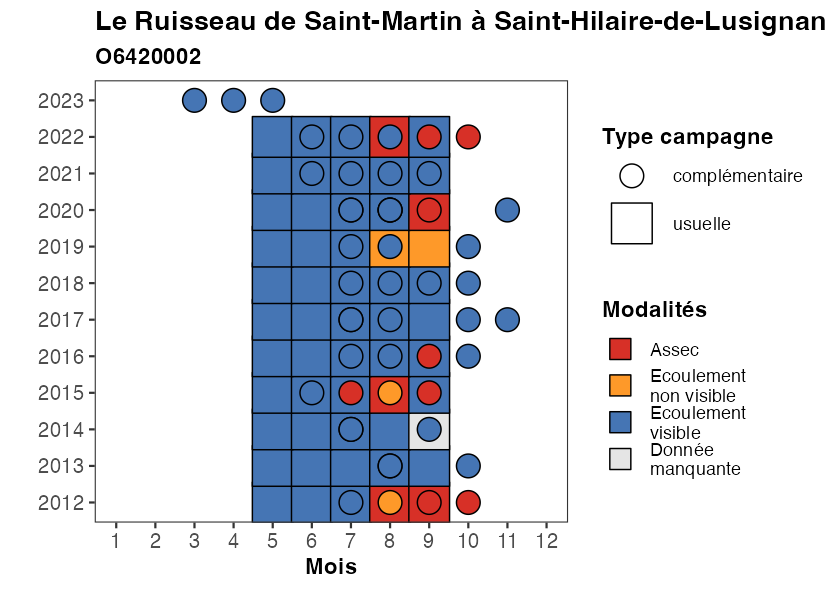 Le Ruisseau de Saint-Martin à Saint-Hilaire-de-Lusignan
O6420002
2023
2022
2021
2020
2019
2018
2017
2016
2015
2014
2013
2012
1 2 3 4 5 6 7 8 9 10 11 12
Mois
Type campagne
complémentaire
usuelle
Modalités
Assec
Ecoulement
non visible
Ecoulement
visible
Donnée
manquante